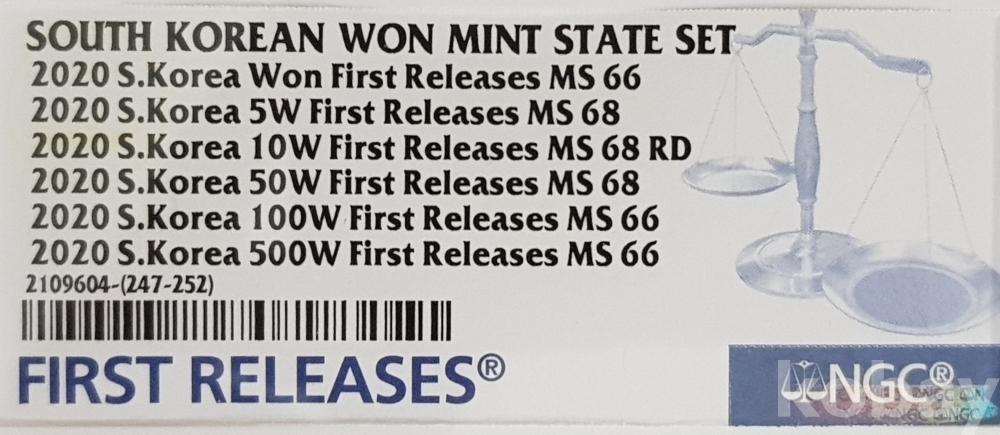 SOUTH KOREAN WON MINT STATE SET
2020 S.Korea Won First Releases MS 66
2020 S.Korea 5W First Releases MS 68
2020 S.Korea 10W First Releases MS 68 RD
2020 S.Korea 50W First Releases MS 68
2020 S.Korea 100W First Releases MS 66
2020 S.Korea 500W First Releases MS 66
2109604-(247-252)
FIRST RELEASES®
NGC®